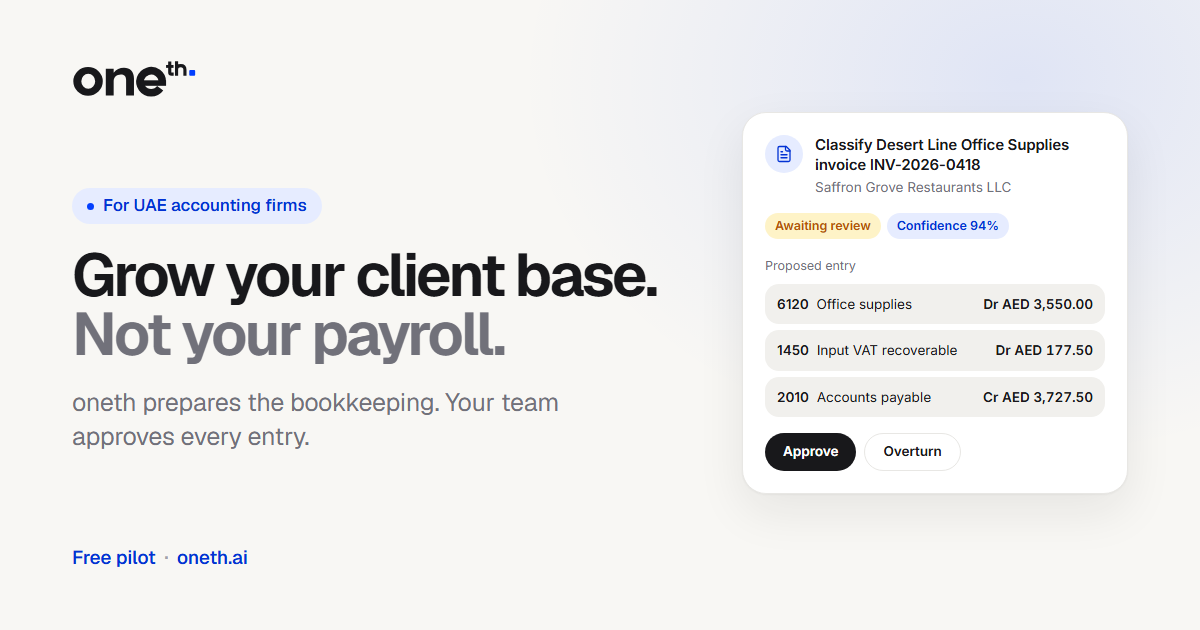 oneth.
For UAE accounting firms
Grow your client base.
Not your payroll.
oneth prepares the bookkeeping. Your team
approves every entry.
Free pilot · oneth.ai
Classify Desert Line Office Supplies
invoice INV-2026-0418
Saffron Grove Restaurants LLC
Awaiting review Confidence 94%
Proposed entry
6120 Office supplies Dr AED 3,550.00
1450 Input VAT recoverable Dr AED 177.50
2010 Accounts payable Cr AED 3,727.50
Approve Overturn